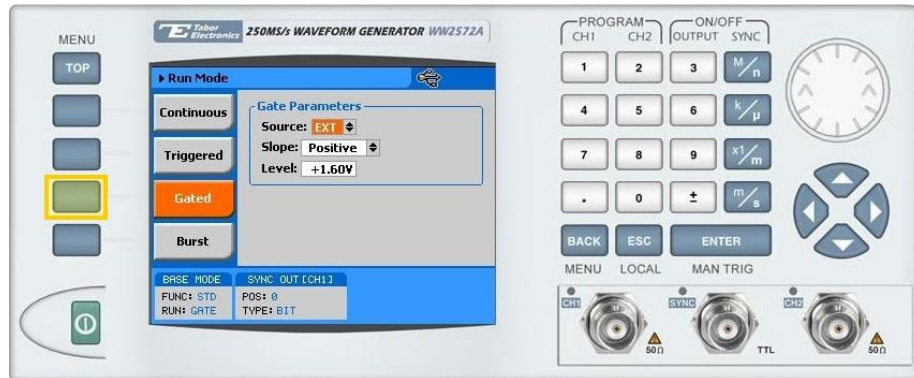 MENU
TOP
Tabor Electronics 250MS/s WAVEFORM GENERATOR WW2572A
Run Mode
Continuous
Triggered
Gated
Burst
Gate Parameters
Source: EXT
Slope: Positive
Level: +1.60V
BASE MODE
FUNC: STD
RUN: GATE
SYNC OUT [CH1]
POS: 0
TYPE: BIT
PROGRAM
CH1 CH2
ON/OFF
OUTPUT SYNC
1 2 3 M/n
4 5 6 k/µ
7 8 9 x1/m
. 0 ± m/s
BACK ESC ENTER
MENU LOCAL MAN TRIG
CH1 SYNC CH2
50Ω TTL 50Ω